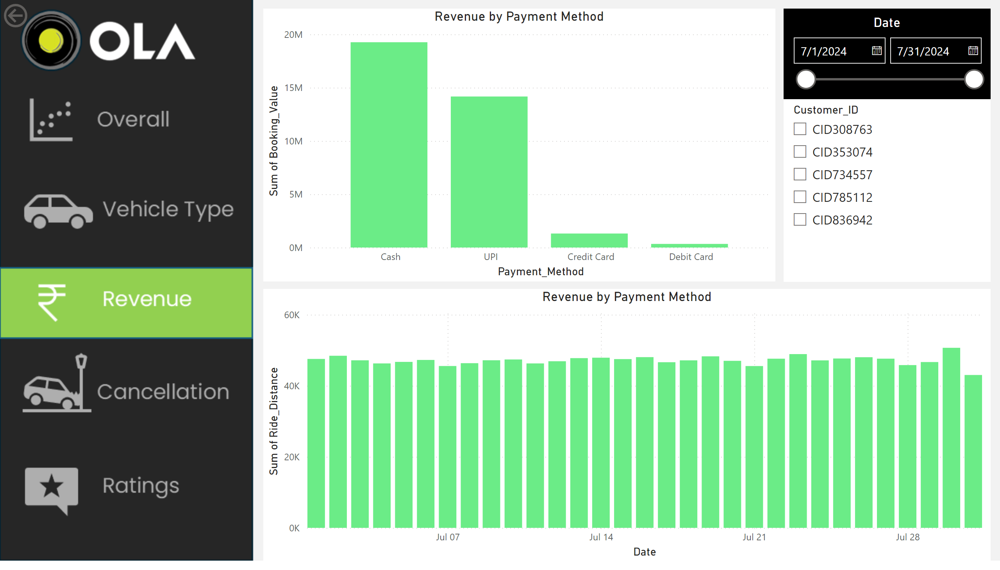 OLA
Overall
Vehicle Type
₹ Revenue
Cancellation
Ratings
Revenue by Payment Method
Sum of Booking_Value
20M
15M
10M
5M
0M
Cash UPI Credit Card Debit Card
Payment_Method
Date
7/1/2024 7/31/2024
Customer_ID
CID308763
CID353074
CID734557
CID785112
CID836942
Revenue by Payment Method
Sum of Ride_Distance
60K
40K
20K
0K
Jul 07 Jul 14 Jul 21 Jul 28
Date